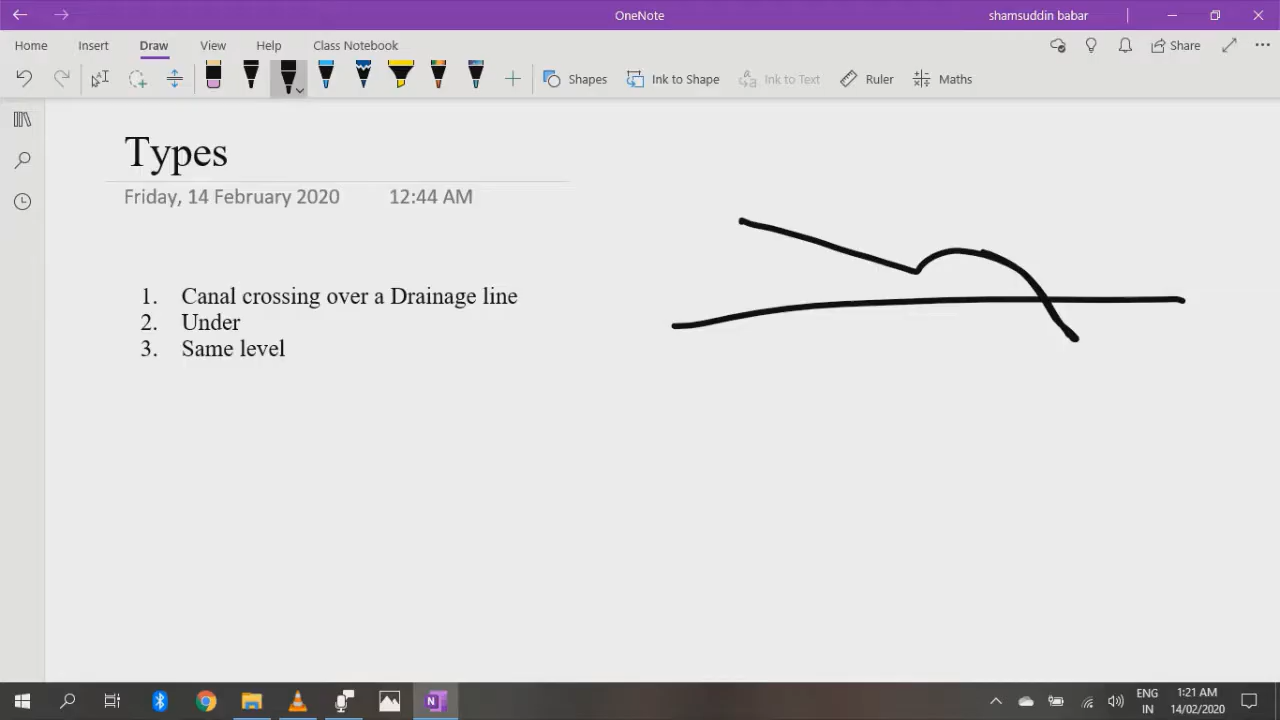 OneNote
shamsuddin babar
Home Insert Draw View Help Class Notebook
Share
Shapes Ink to Shape Ink to Text Ruler Maths
Types
Friday, 14 February 2020 12:44 AM
1. Canal crossing over a Drainage line
2. Under
3. Same level
ENG 1:21 AM
IN 14/02/2020